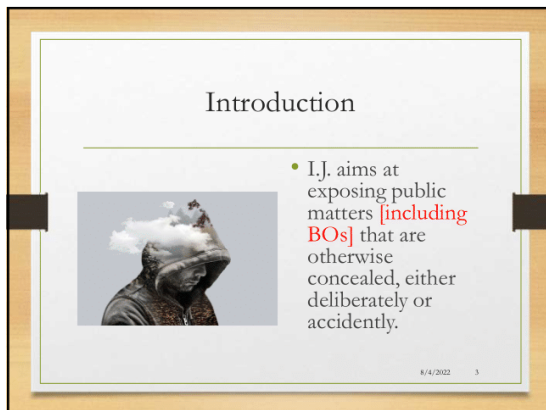 Introduction
• I.J. aims at
exposing public
matters [including
BOs] that are
otherwise
concealed, either
deliberately or
accidently.
8/4/2022 3